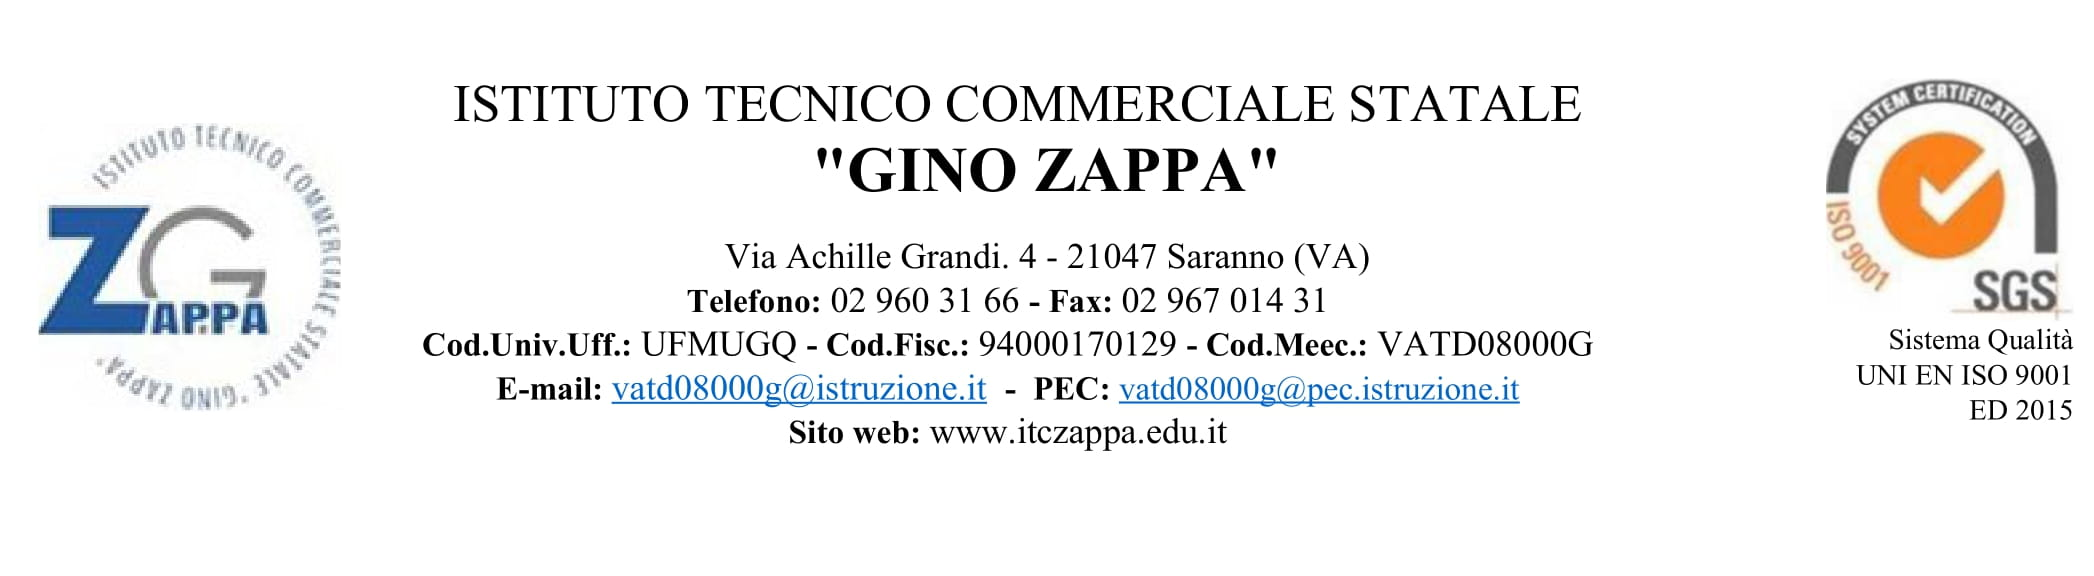 ISTITUTO TECNICO COMMERCIALE STATALE "GINO ZAPPA".
ZG
ZAPPA
ISTITUTO TECNICO COMMERCIALE STATALE
"GINO ZAPPA"
Via Achille Grandi. 4 - 21047 Saranno (VA)
Telefono: 02 960 31 66 - Fax: 02 967 014 31
Cod.Univ.Uff.: UFMUGQ - Cod.Fisc.: 94000170129 - Cod.Meec.: VATD08000G
E-mail: vatd08000g@istruzione.it - PEC: vatd08000g@pec.istruzione.it
Sito web: www.itczappa.edu.it
SYSTEM CERTIFICATION
ISO 9001
SGS
Sistema Qualità
UNI EN ISO 9001
ED 2015